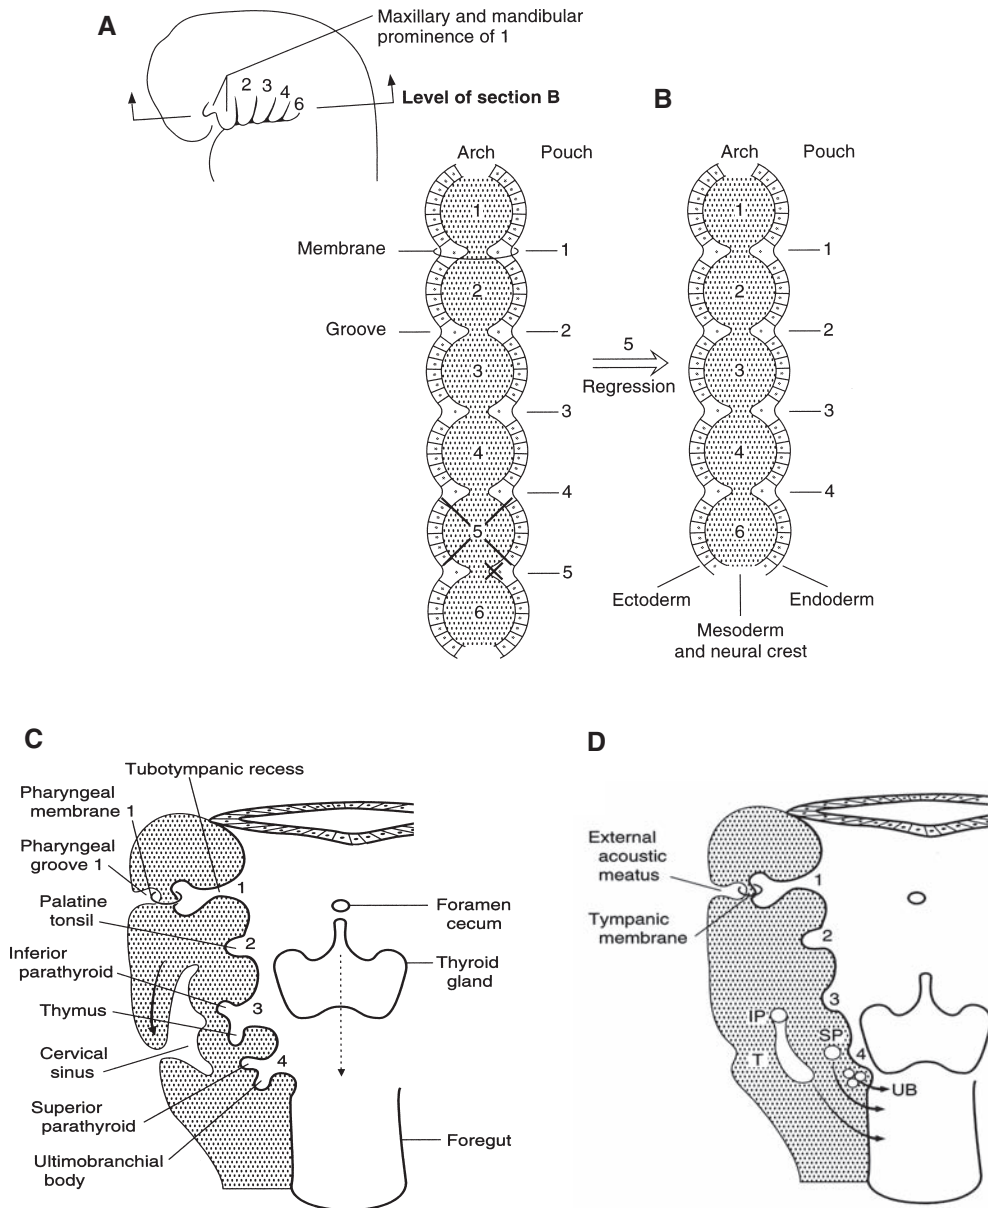 A
Maxillary and mandibular
prominence of 1
2 3 4 6
Level of section B
B
Arch Pouch
1
Membrane
1
2
Groove
2
3
3
4
4
5
5
6
5
Regression
Arch Pouch
1
1
2
2
3
3
4
4
6
Ectoderm
Endoderm
Mesoderm
and neural crest
C
Tubotympanic recess
Pharyngeal
membrane 1
Pharyngeal
groove 1
Palatine
tonsil
Inferior
parathyroid
Thymus
Cervical
sinus
Superior
parathyroid
Ultimobranchial
body
1
2
3
4
Foramen
cecum
Thyroid
gland
Foregut
D
External
acoustic
meatus
Tympanic
membrane
1
2
3
IP
SP
4
T
UB